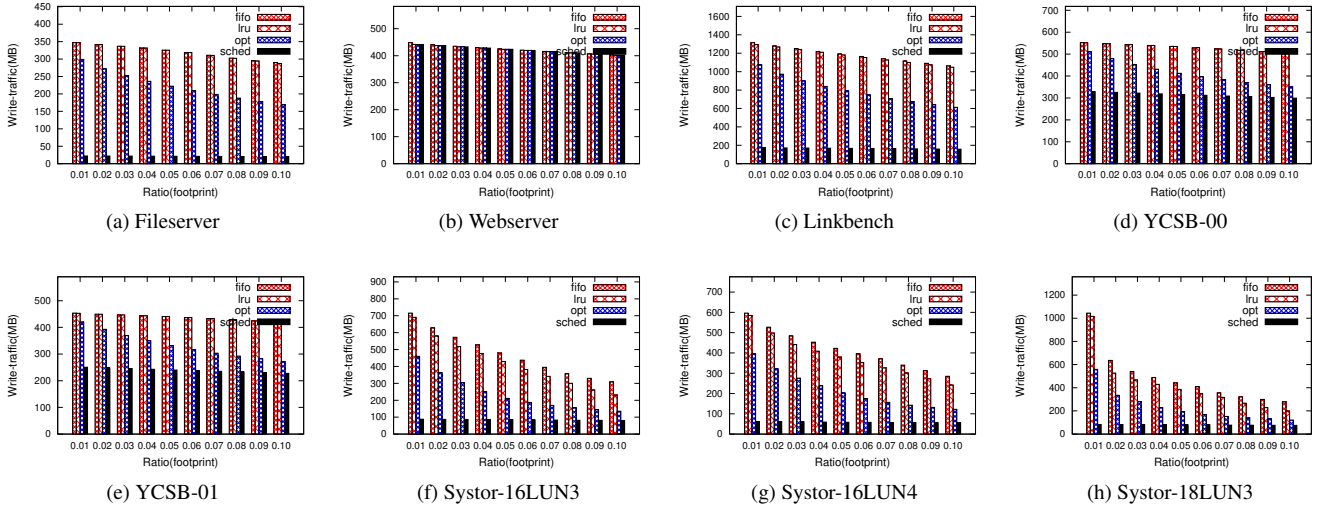 Write-traffic(MB)
450
400
350
300
250
200
150
100
50
0
fifo
lru
opt
sched
0.01 0.02 0.03 0.04 0.05 0.06 0.07 0.08 0.09 0.10
Ratio(footprint)
(a) Fileserver
Write-traffic(MB)
500
400
300
200
100
0
fifo
lru
opt
sched
0.01 0.02 0.03 0.04 0.05 0.06 0.07 0.08 0.09 0.10
Ratio(footprint)
(b) Webserver
Write-traffic(MB)
1600
1400
1200
1000
800
600
400
200
0
fifo
lru
opt
sched
0.01 0.02 0.03 0.04 0.05 0.06 0.07 0.08 0.09 0.10
Ratio(footprint)
(c) Linkbench
Write-traffic(MB)
700
600
500
400
300
200
100
0
fifo
lru
opt
sched
0.01 0.02 0.03 0.04 0.05 0.06 0.07 0.08 0.09 0.10
Ratio(footprint)
(d) YCSB-00
Write-traffic(MB)
500
400
300
200
100
0
fifo
lru
opt
sched
0.01 0.02 0.03 0.04 0.05 0.06 0.07 0.08 0.09 0.10
Ratio(footprint)
(e) YCSB-01
Write-traffic(MB)
900
800
700
600
500
400
300
200
100
0
fifo
lru
opt
sched
0.01 0.02 0.03 0.04 0.05 0.06 0.07 0.08 0.09 0.10
Ratio(footprint)
(f) Systor-16LUN3
Write-traffic(MB)
700
600
500
400
300
200
100
0
fifo
lru
opt
sched
0.01 0.02 0.03 0.04 0.05 0.06 0.07 0.08 0.09 0.10
Ratio(footprint)
(g) Systor-16LUN4
Write-traffic(MB)
1200
1000
800
600
400
200
0
fifo
lru
opt
sched
0.01 0.02 0.03 0.04 0.05 0.06 0.07 0.08 0.09 0.10
Ratio(footprint)
(h) Systor-18LUN3